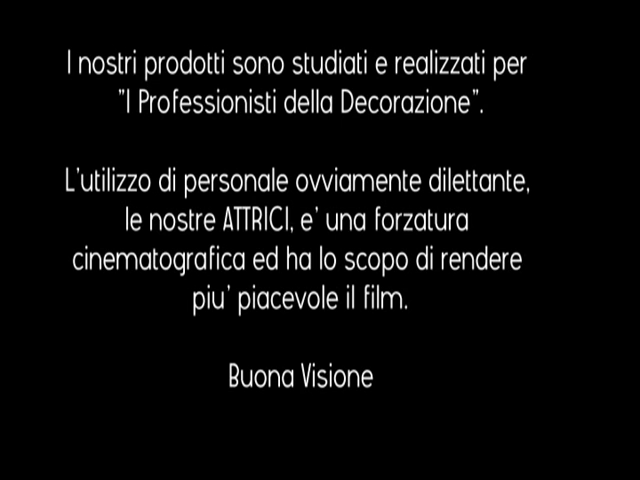 I nostri prodotti sono studiati e realizzati per
"I Professionisti della Decorazione".
L'utilizzo di personale ovviamente dilettante,
le nostre ATTRICI, e' una forzatura
cinematografica ed ha lo scopo di rendere
piu' piacevole il film.
Buona Visione